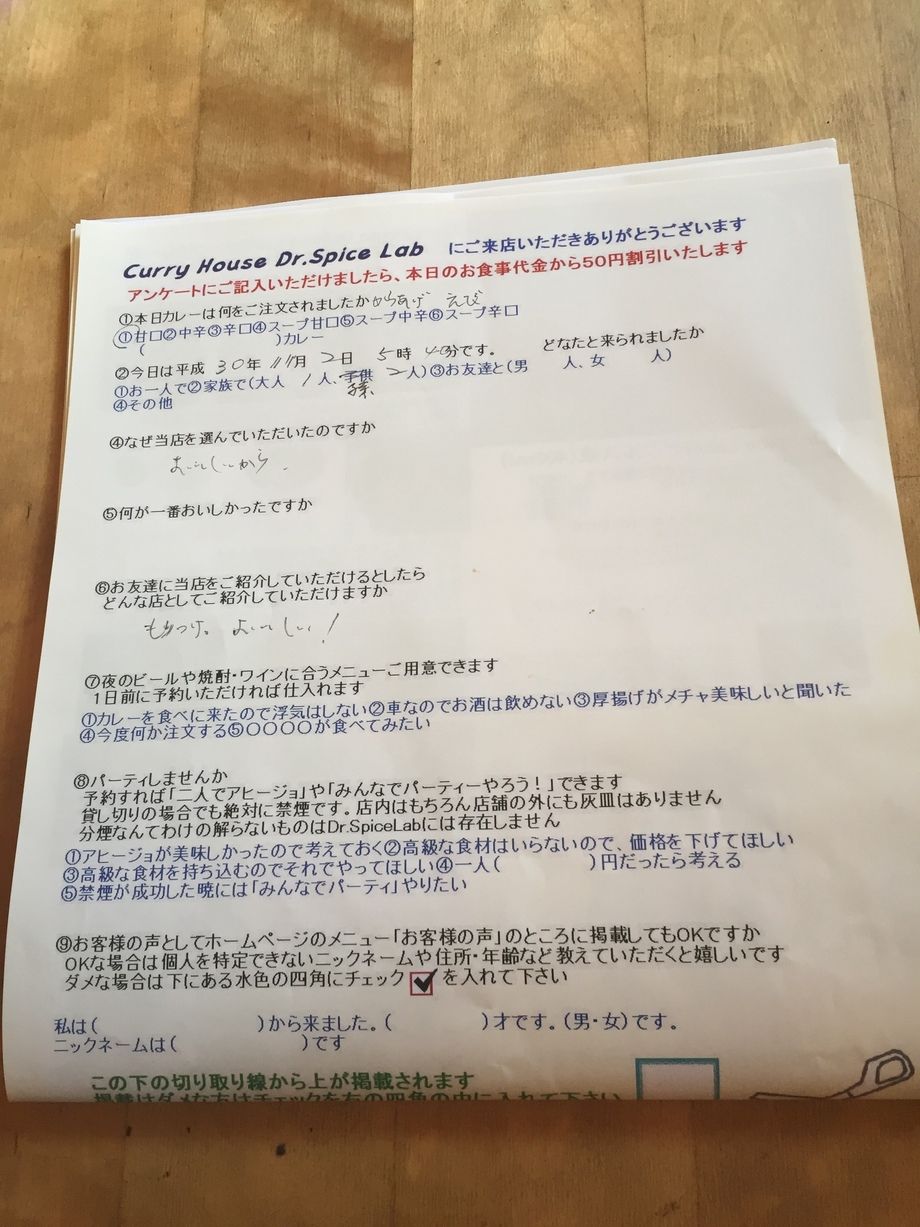 Curry House Dr.Spice Lab にご来店いただきありがとうございます
アンケートにご記入いただけましたら、本日のお食事代金から50円割引いたします
①本日カレーは何をご注文されましたか からあげ えび
①甘口②中辛③辛口④スープ甘口⑤スープ中辛⑥スープ辛口
( )カレー
②今日は平成 30年 11月 2日 5時 40分です。 どなたと来られましたか
①お一人で②家族で(大人 1人、子供 孫 2人)③お友達と(男 人、女 人)
④その他
④なぜ当店を選んでいただいたのですか
おいしいから.
⑤何が一番おいしかったですか
⑥お友達に当店をご紹介していただけるとしたら
どんな店としてご紹介していただけますか
おいしい!
⑦夜のビールや焼酎・ワインに合うメニューご用意できます
1日前に予約いただければ仕入れます
①カレーを食べに来たので浮気はしない②車なのでお酒は飲めない③厚揚げがメチャ美味しいと聞いた
④今度何か注文する⑤〇〇〇〇が食べてみたい
⑧パーティしませんか
予約すれば「二人でアヒージョ」や「みんなでパーティーやろう!」できます
貸し切りの場合でも絶対に禁煙です。店内はもちろん店舗の外にも灰皿はありません
分煙なんてわけの解らないものはDr.SpiceLabには存在しません
①アヒージョが美味しかったので考えておく②高級な食材はいらないので、価格を下げてほしい
③高級な食材を持ち込むのでそれでやってほしい④一人( )円だったら考える
⑤禁煙が成功した暁には「みんなでパーティ」やりたい
⑨お客様の声としてホームページのメニュー「お客様の声」のところに掲載してもOKですか
OKな場合は個人を特定できないニックネームや住所・年齢など教えていただくと嬉しいです
ダメな場合は下にある水色の四角にチェック を入れて下さい
私は( )から来ました。( )才です。(男・女)です。
ニックネームは( )です
この下の切り取り線から上が掲載されます
掲載はダメな方はチェックを右の四角の中に入れて下さい